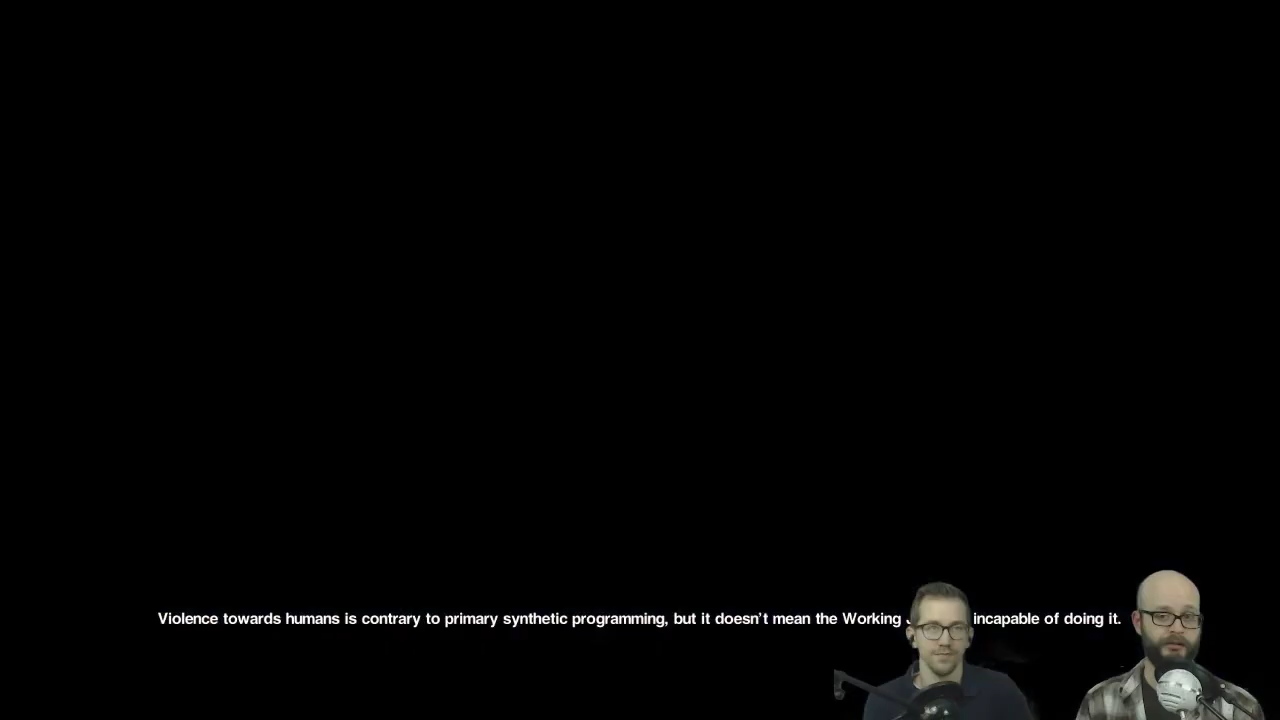 Violence towards humans is contrary to primary synthetic programming, but it doesn't mean the Working incapable of doing it.